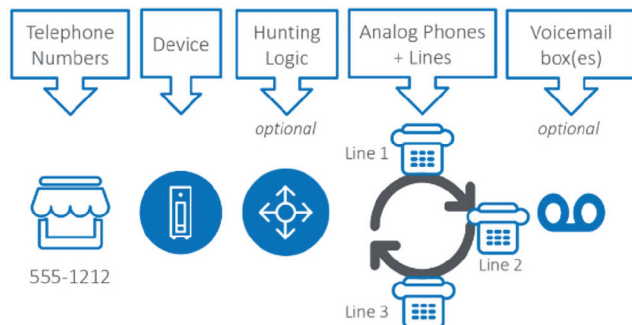 Telephone
Numbers
Device
Hunting
Logic
Analog Phones
+ Lines
Voicemail
box(es)
optional
optional
Line 1
Line 2
555-1212
Line 3